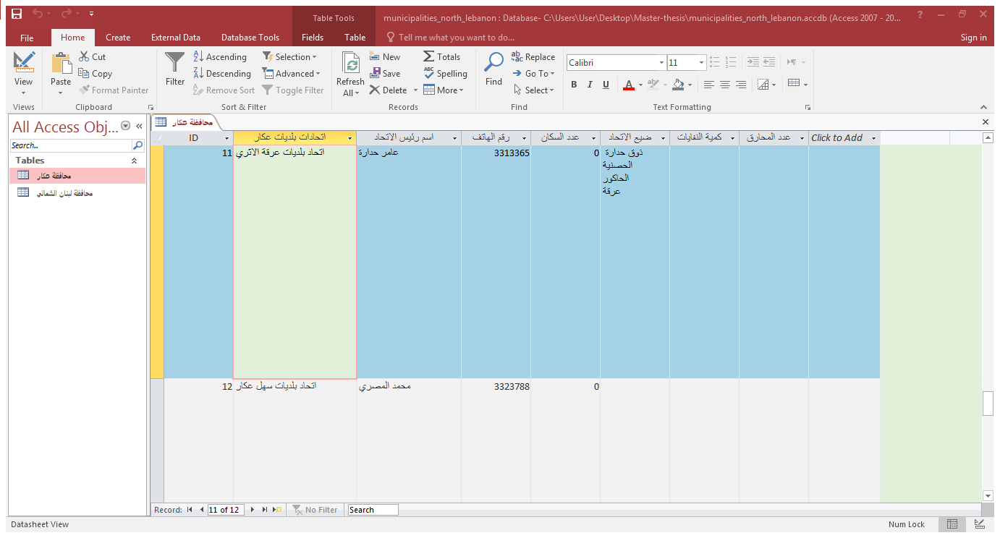 Table Tools
municipalities_north_lebanon : Database- C:\Users\User\Desktop\Master-thesis\municipalities_north_lebanon.accdb (Access 2007 - 20...
File Home Create External Data Database Tools Fields Table Tell me what you want to do... Sign in
View
Views
Paste
Cut
Copy
Format Painter
Clipboard
Filter
Ascending
Descending
Remove Sort
Selection
Advanced
Toggle Filter
Sort & Filter
Refresh
All
New
Save
Delete
Totals
Spelling
More
Records
Find
Replace
Go To
Select
Find
Calibri 11
B I U A
Text Formatting
All Access Obj...
Search...
Tables
محافظة عكار
محافظة لبنان الشمالي
محافظة عكار
ID اتحادات بلديات عكار اسم رئيس الاتحاد رقم الهاتف عدد السكان ضيع الاتحاد كمية النفايات عدد المحارق Click to Add
11 اتحاد بلديات عرقة الاثري عامر حدارة 3313365 0 ذوق حدارة
الحصنية
الحاكور
عرقة
12 اتحاد بلديات سهل عكار محمد المصري 3323788 0
Record: 11 of 12 No Filter Search
Datasheet View Num Lock